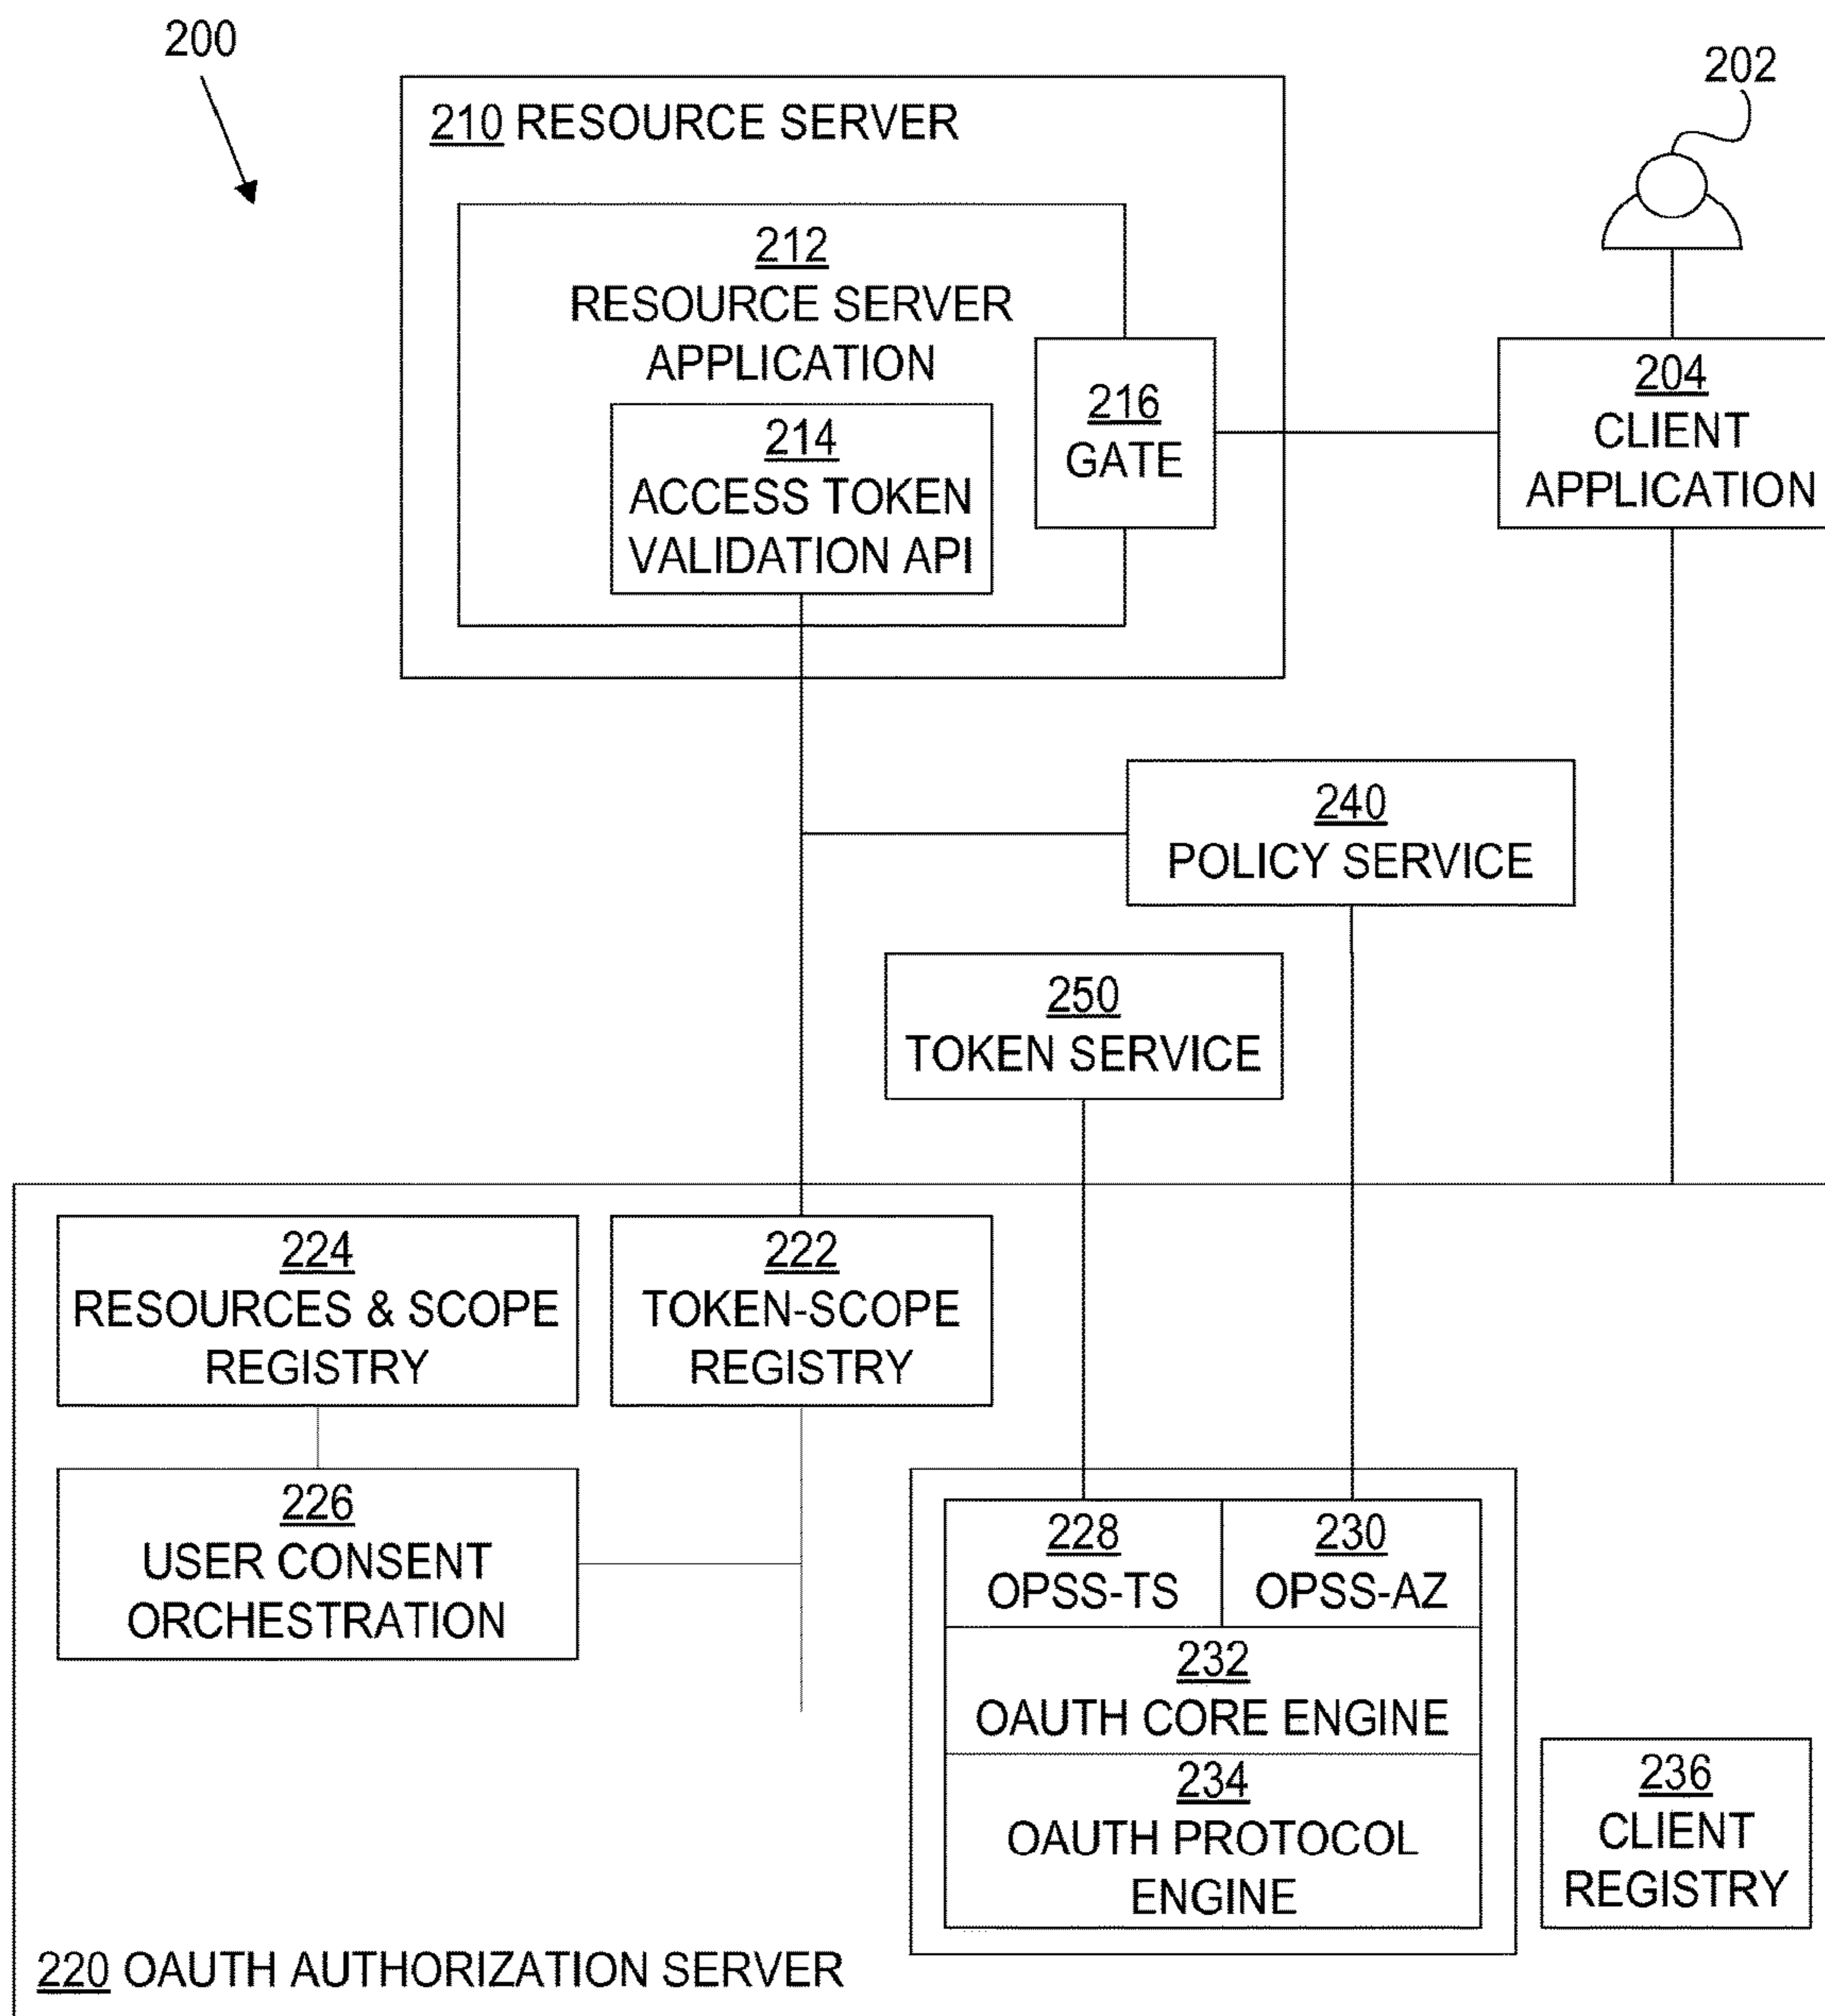 200
202
210 RESOURCE SERVER
212
RESOURCE SERVER
APPLICATION
214
ACCESS TOKEN
VALIDATION API
216
GATE
204
CLIENT
APPLICATION
240
POLICY SERVICE
250
TOKEN SERVICE
224
RESOURCES & SCOPE
REGISTRY
222
TOKEN-SCOPE
REGISTRY
226
USER CONSENT
ORCHESTRATION
228
OPSS-TS
230
OPSS-AZ
232
OAUTH CORE ENGINE
234
OAUTH PROTOCOL
ENGINE
236
CLIENT
REGISTRY
220 OAUTH AUTHORIZATION SERVER